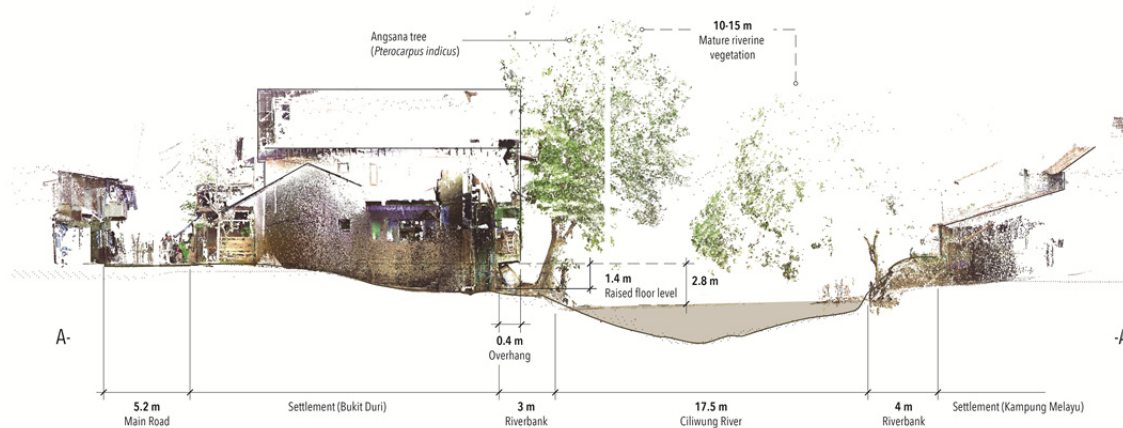 Angsana tree
(Pterocarpus indicus)
10-15 m
Mature riverine
vegetation
1.4 m
Raised floor level
2.8 m
A-
-A
0.4 m
Overhang
5.2 m
Main Road
Settlement (Bukit Duri)
3 m
Riverbank
17.5 m
Ciliwung River
4 m
Riverbank
Settlement (Kampung Melayu)